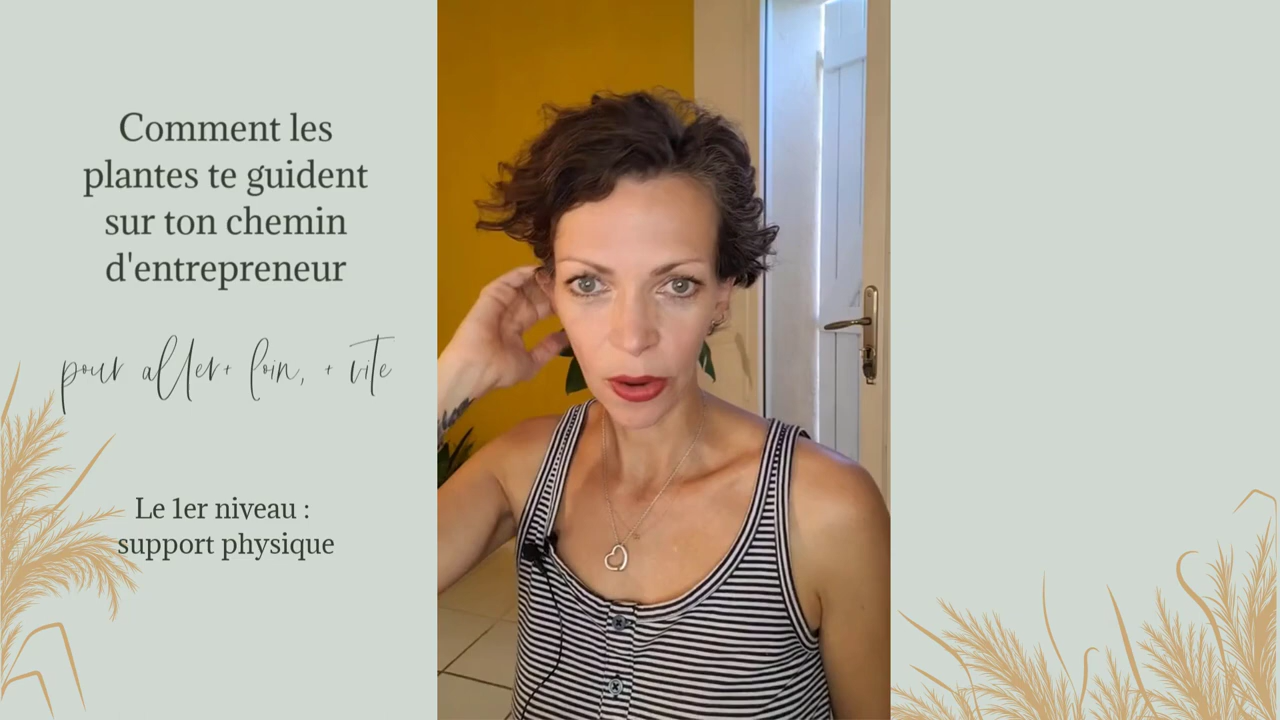 Comment les
plantes te guident
sur ton chemin
d'entrepreneur
pour aller+ loin, + vite
Le 1er niveau :
support physique